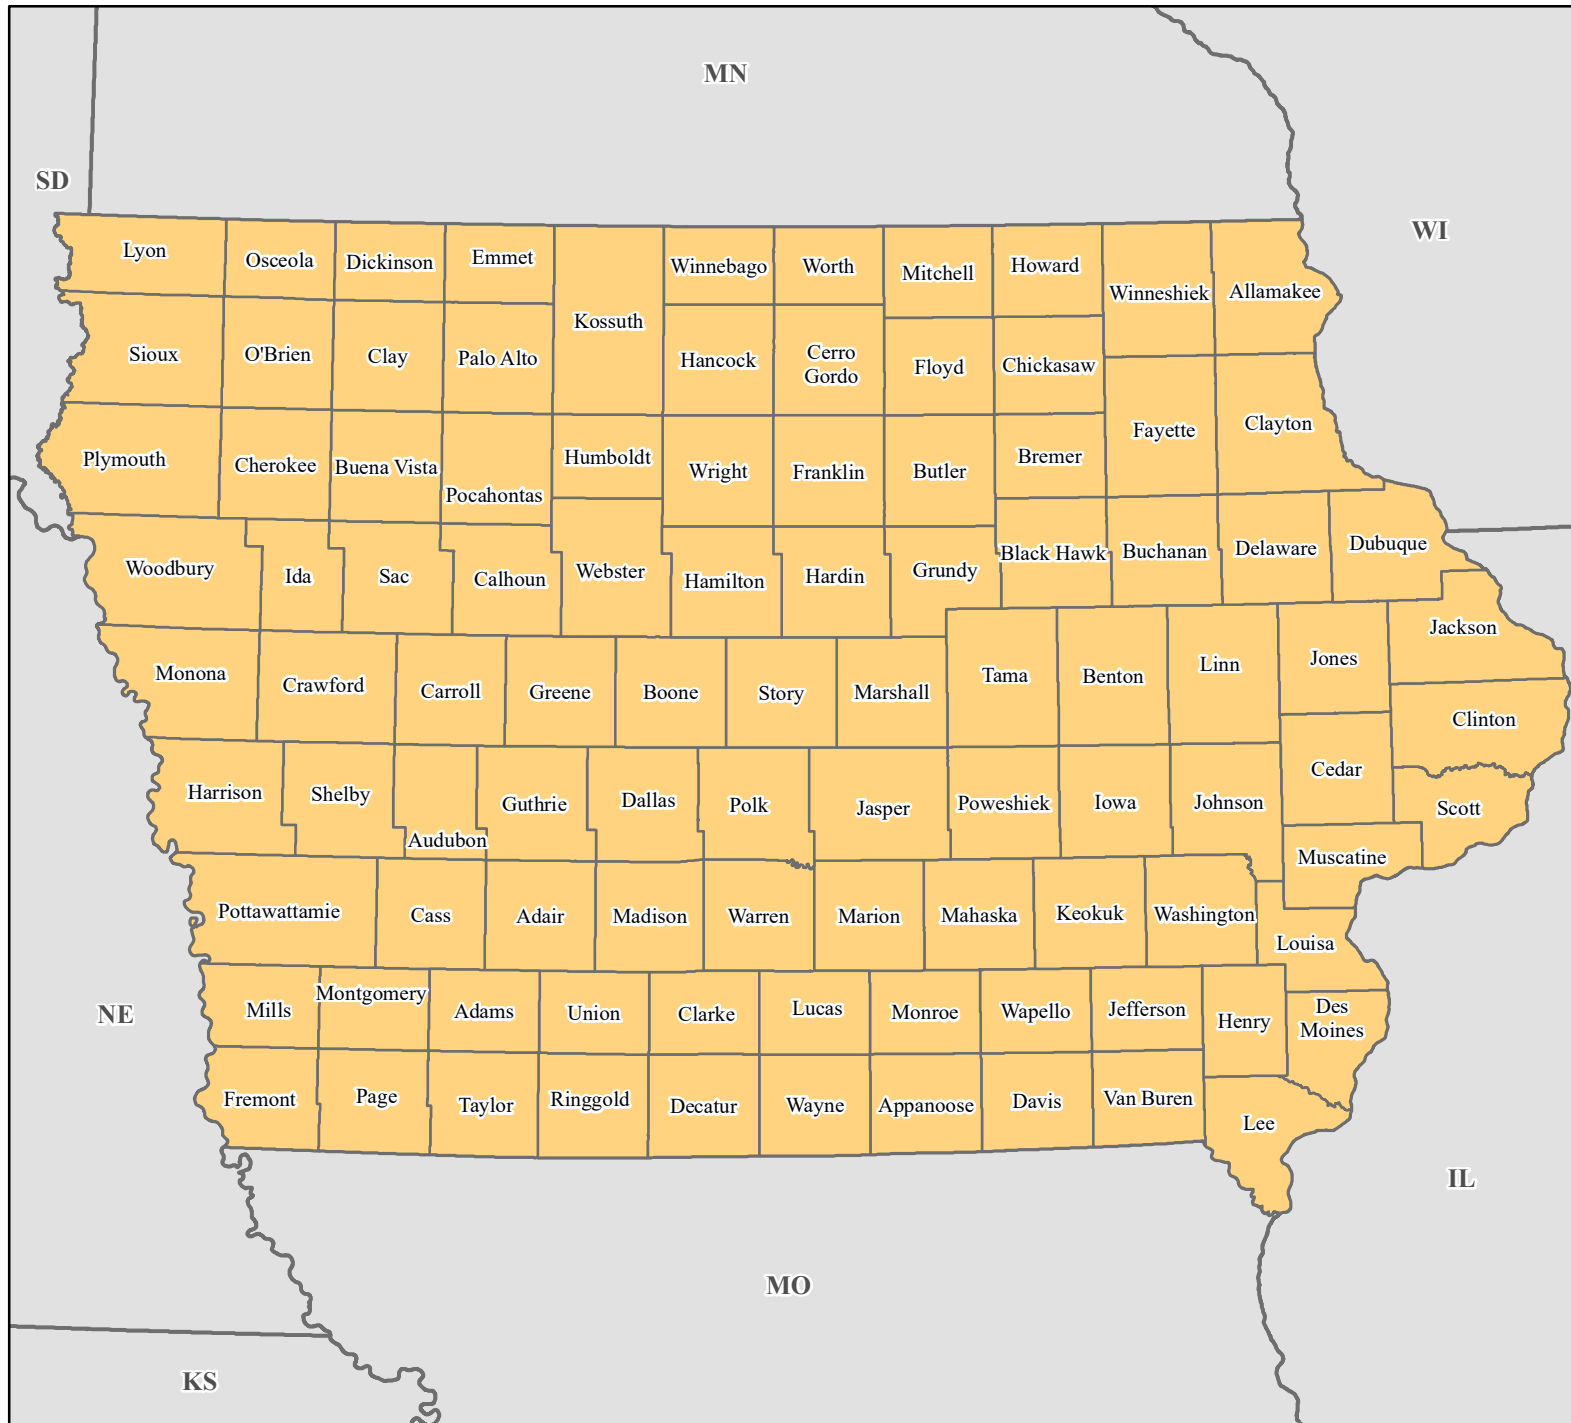 MN
SD
WI
Lyon
Osceola
Dickinson
Emmet
Kossuth
Winnebago
Worth
Mitchell
Howard
Winneshiek
Allamakee
Sioux
O'Brien
Clay
Palo Alto
Hancock
Cerro
Gordo
Floyd
Chickasaw
Fayette
Clayton
Plymouth
Cherokee
Buena Vista
Pocahontas
Humboldt
Wright
Franklin
Butler
Bremer
Woodbury
Ida
Sac
Calhoun
Webster
Hamilton
Hardin
Grundy
Black Hawk
Buchanan
Delaware
Dubuque
Monona
Crawford
Carroll
Greene
Boone
Story
Marshall
Tama
Benton
Linn
Jones
Jackson
Clinton
Harrison
Shelby
Audubon
Guthrie
Dallas
Polk
Jasper
Poweshiek
Iowa
Johnson
Cedar
Scott
Muscatine
Pottawattamie
Cass
Adair
Madison
Warren
Marion
Mahaska
Keokuk
Washington
Louisa
NE
Mills
Montgomery
Adams
Union
Clarke
Lucas
Monroe
Wapello
Jefferson
Henry
Des
Moines
Fremont
Page
Taylor
Ringgold
Decatur
Wayne
Appanoose
Davis
Van Buren
Lee
IL
MO
KS